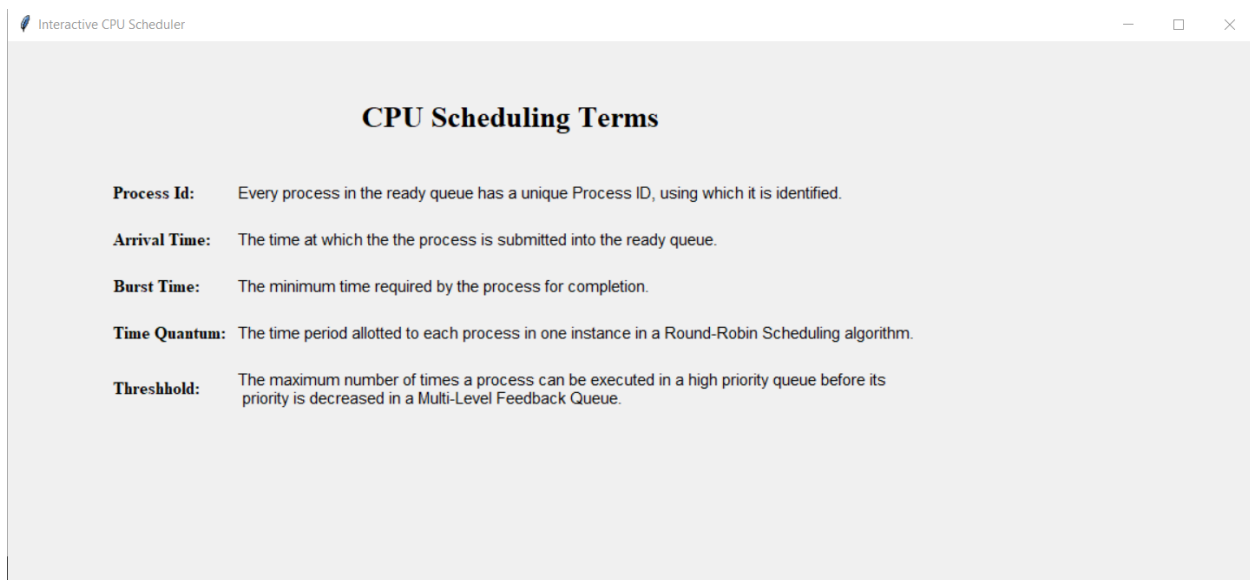 Interactive CPU Scheduler
CPU Scheduling Terms
Process Id: Every process in the ready queue has a unique Process ID, using which it is identified.
Arrival Time: The time at which the the process is submitted into the ready queue.
Burst Time: The minimum time required by the process for completion.
Time Quantum: The time period allotted to each process in one instance in a Round-Robin Scheduling algorithm.
Threshhold: The maximum number of times a process can be executed in a high priority queue before its
priority is decreased in a Multi-Level Feedback Queue.